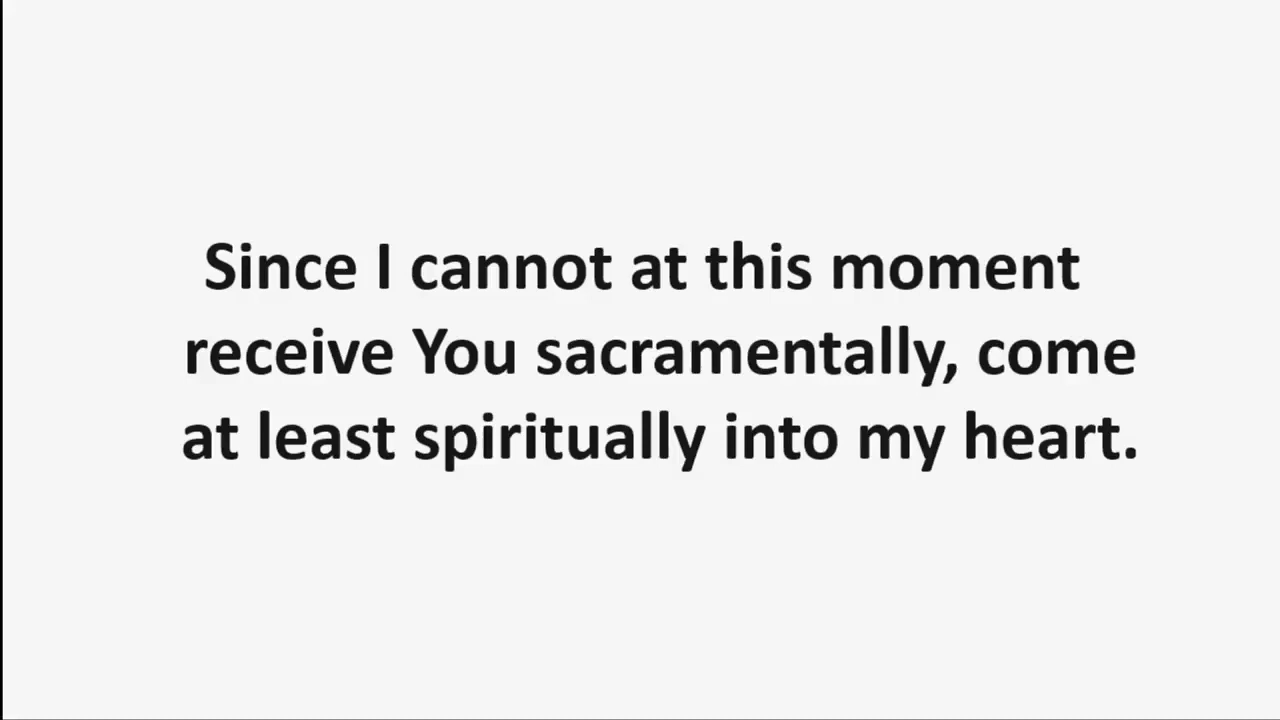 Since I cannot at this moment
receive You sacramentally, come
at least spiritually into my heart.